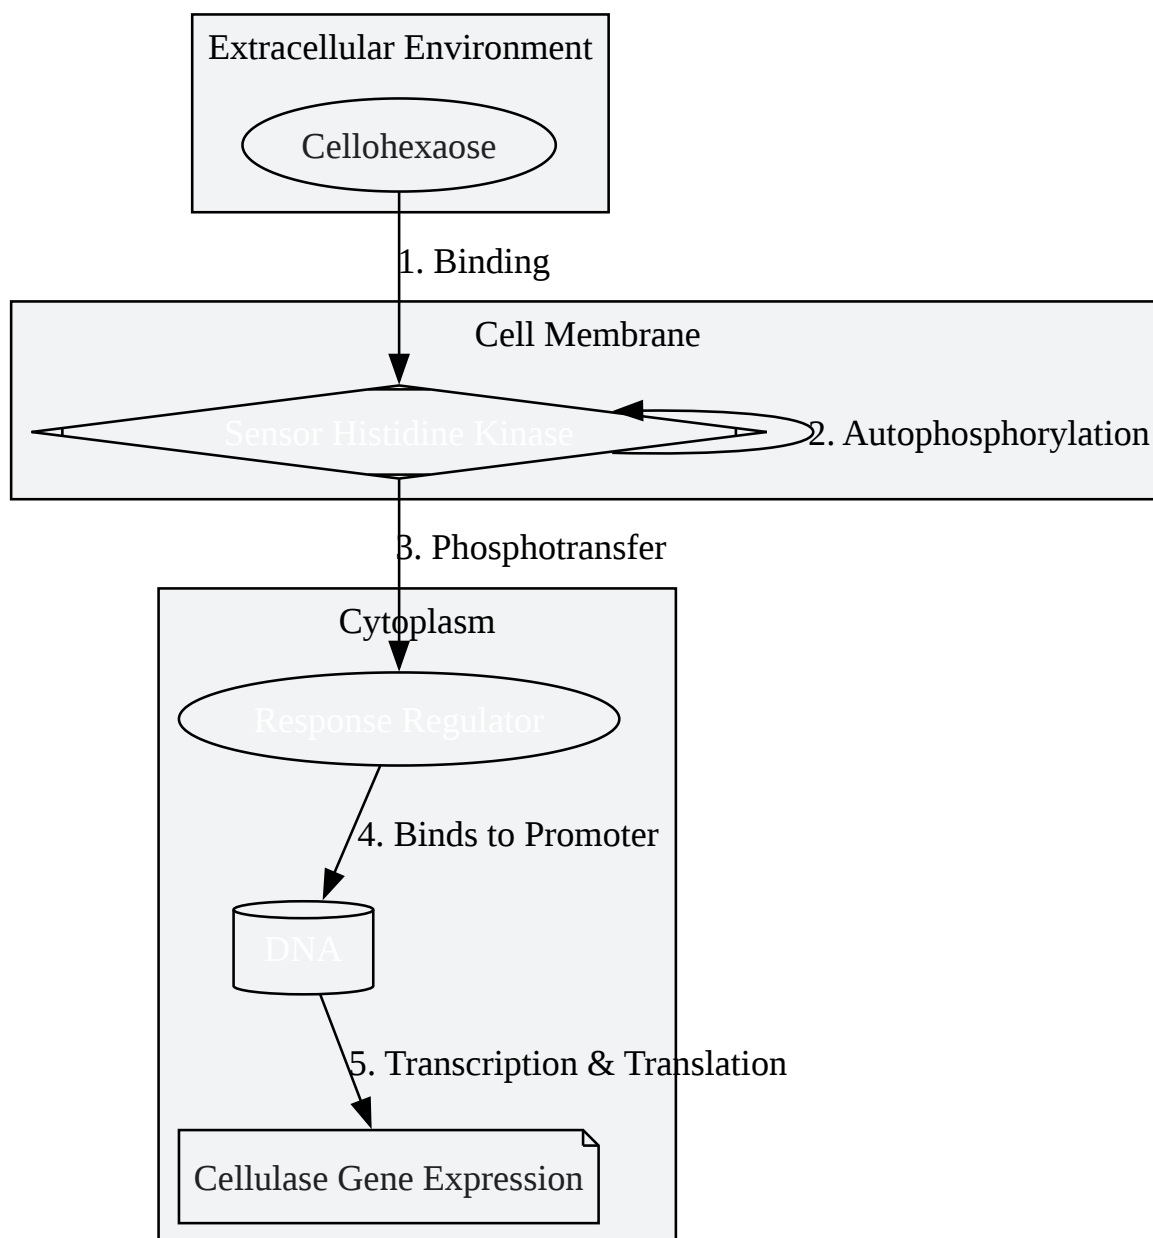 Extracellular Environment
Cellohexaose
1. Binding
Cell Membrane
Sensor Histidine Kinase
2. Autophosphorylation
3. Phosphotransfer
Cytoplasm
Response Regulator
4. Binds to Promoter
DNA
5. Transcription & Translation
Cellulase Gene Expression